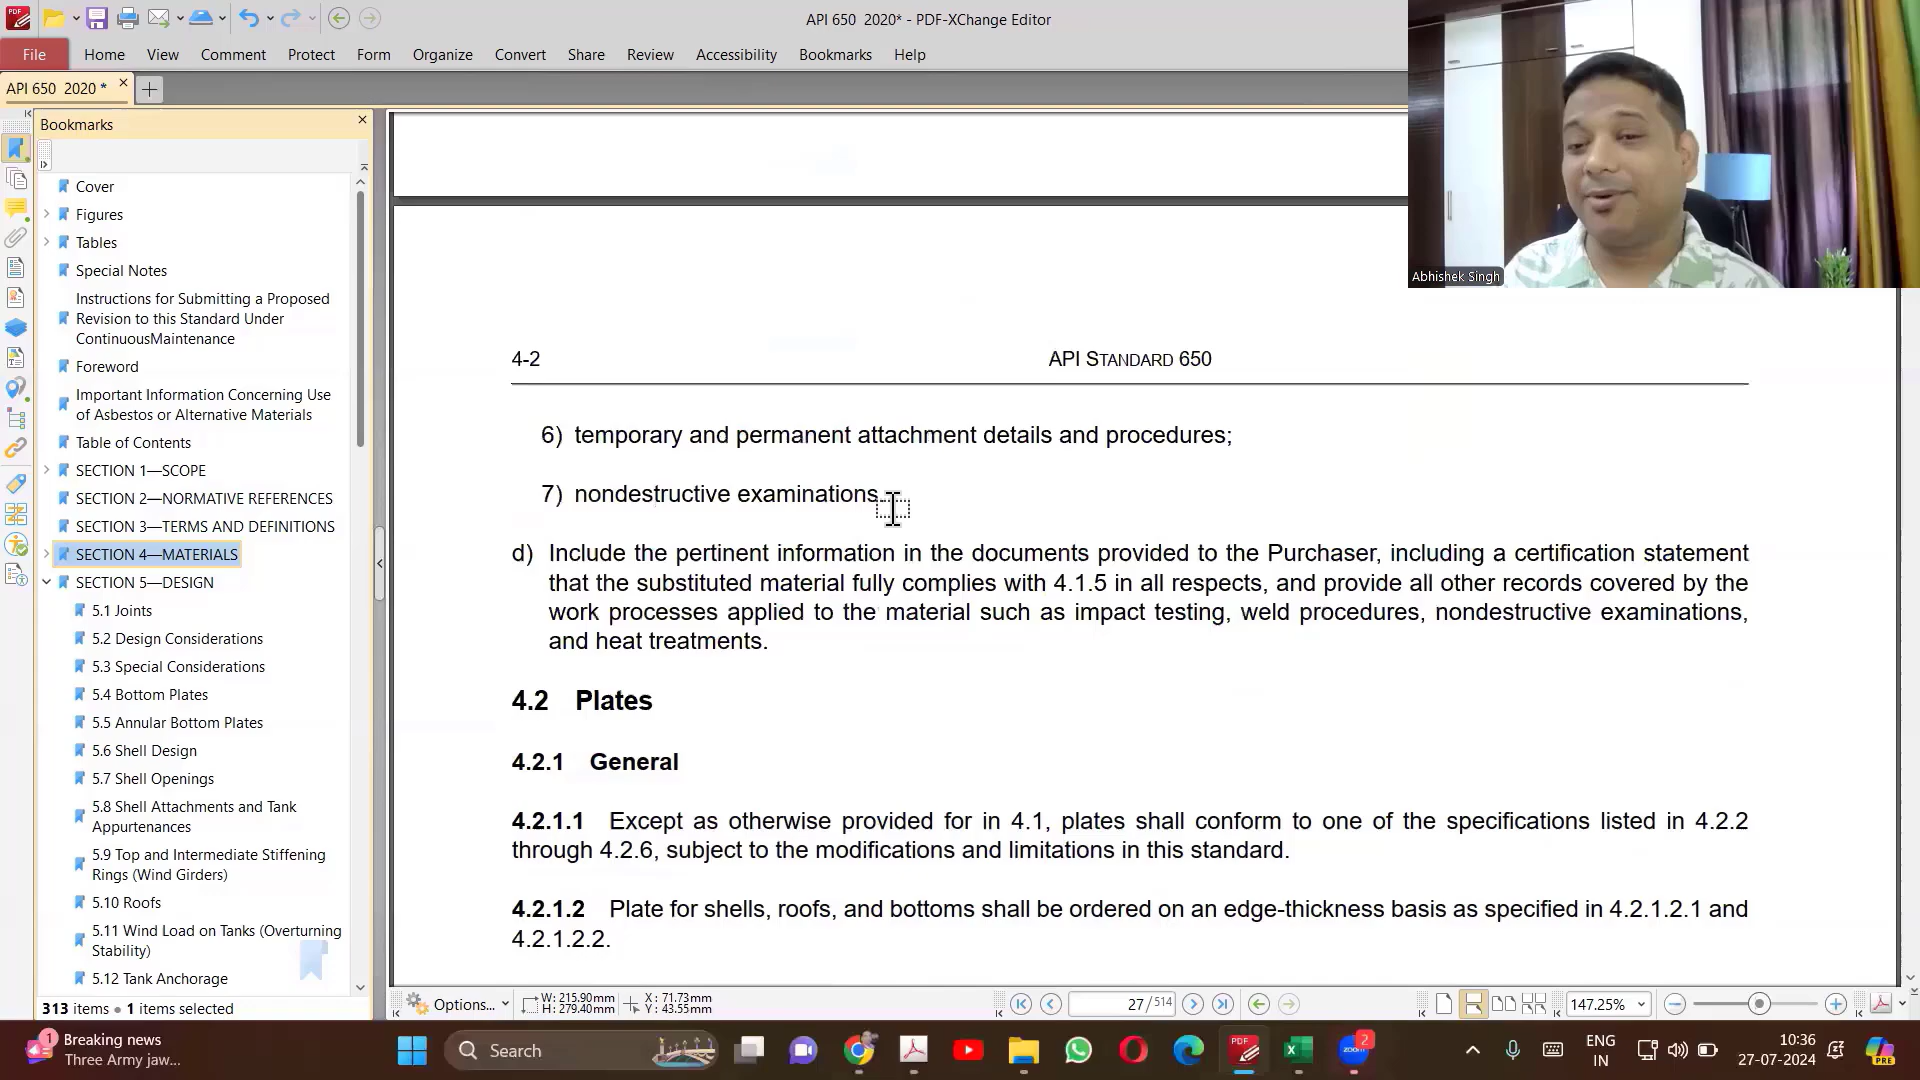 API 650 2020* - PDF-XChange Editor
File Home View Comment Protect Form Organize Convert Share Review Accessibility Bookmarks Help
API 650 2020 *
Bookmarks
Cover
Figures
Tables
Special Notes
Instructions for Submitting a Proposed
Revision to this Standard Under
ContinuousMaintenance
Foreword
Important Information Concerning Use
of Asbestos or Alternative Materials
Table of Contents
SECTION 1—SCOPE
SECTION 2—NORMATIVE REFERENCES
SECTION 3—TERMS AND DEFINITIONS
SECTION 4—MATERIALS
SECTION 5—DESIGN
5.1 Joints
5.2 Design Considerations
5.3 Special Considerations
5.4 Bottom Plates
5.5 Annular Bottom Plates
5.6 Shell Design
5.7 Shell Openings
5.8 Shell Attachments and Tank
Appurtenances
5.9 Top and Intermediate Stiffening
Rings (Wind Girders)
5.10 Roofs
5.11 Wind Load on Tanks (Overturning
Stability)
5.12 Tank Anchorage
313 items • 1 items selected
Abhishek Singh
4-2 API STANDARD 650
6) temporary and permanent attachment details and procedures;
7) nondestructive examinations
d) Include the pertinent information in the documents provided to the Purchaser, including a certification statement
that the substituted material fully complies with 4.1.5 in all respects, and provide all other records covered by the
work processes applied to the material such as impact testing, weld procedures, nondestructive examinations,
and heat treatments.
4.2 Plates
4.2.1 General
4.2.1.1 Except as otherwise provided for in 4.1, plates shall conform to one of the specifications listed in 4.2.2
through 4.2.6, subject to the modifications and limitations in this standard.
4.2.1.2 Plate for shells, roofs, and bottoms shall be ordered on an edge-thickness basis as specified in 4.2.1.2.1 and
4.2.1.2.2.
Options...
W: 215.90mm
H: 279.40mm
X: 71.73mm
Y: 43.55mm
27 / 514
147.25%
1
Breaking news
Three Army jaw...
Search
PDF
zoom
2
ENG
IN
10:36
27-07-2024
PRE